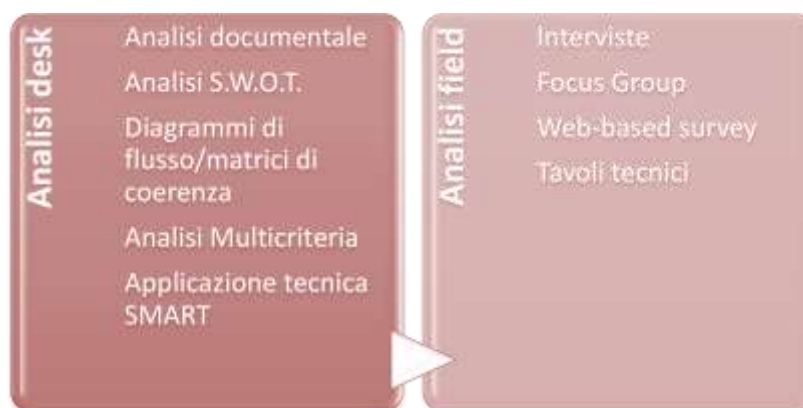 Analisi desk
Analisi documentale
Analisi S.W.O.T.
Diagrammi di
flusso/matrici di
coerenza
Analisi Multicriteria
Applicazione tecnica
SMART
Analisi field
Interviste
Focus Group
Web-based survey
Tavoli tecnici